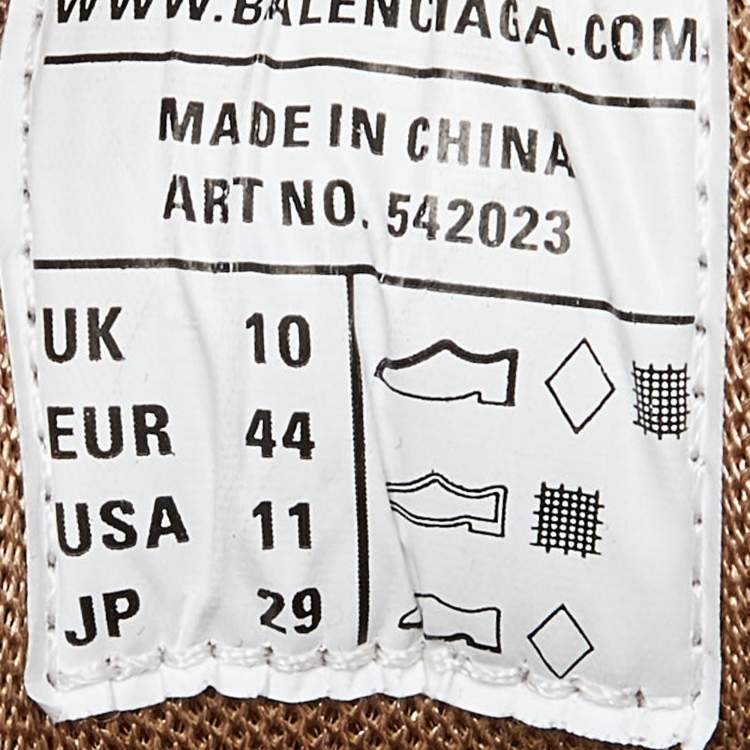 WWW.BALENCIAGA.COM
MADE IN CHINA
ART NO. 542023
UK 10
EUR 44
USA 11
JP 29